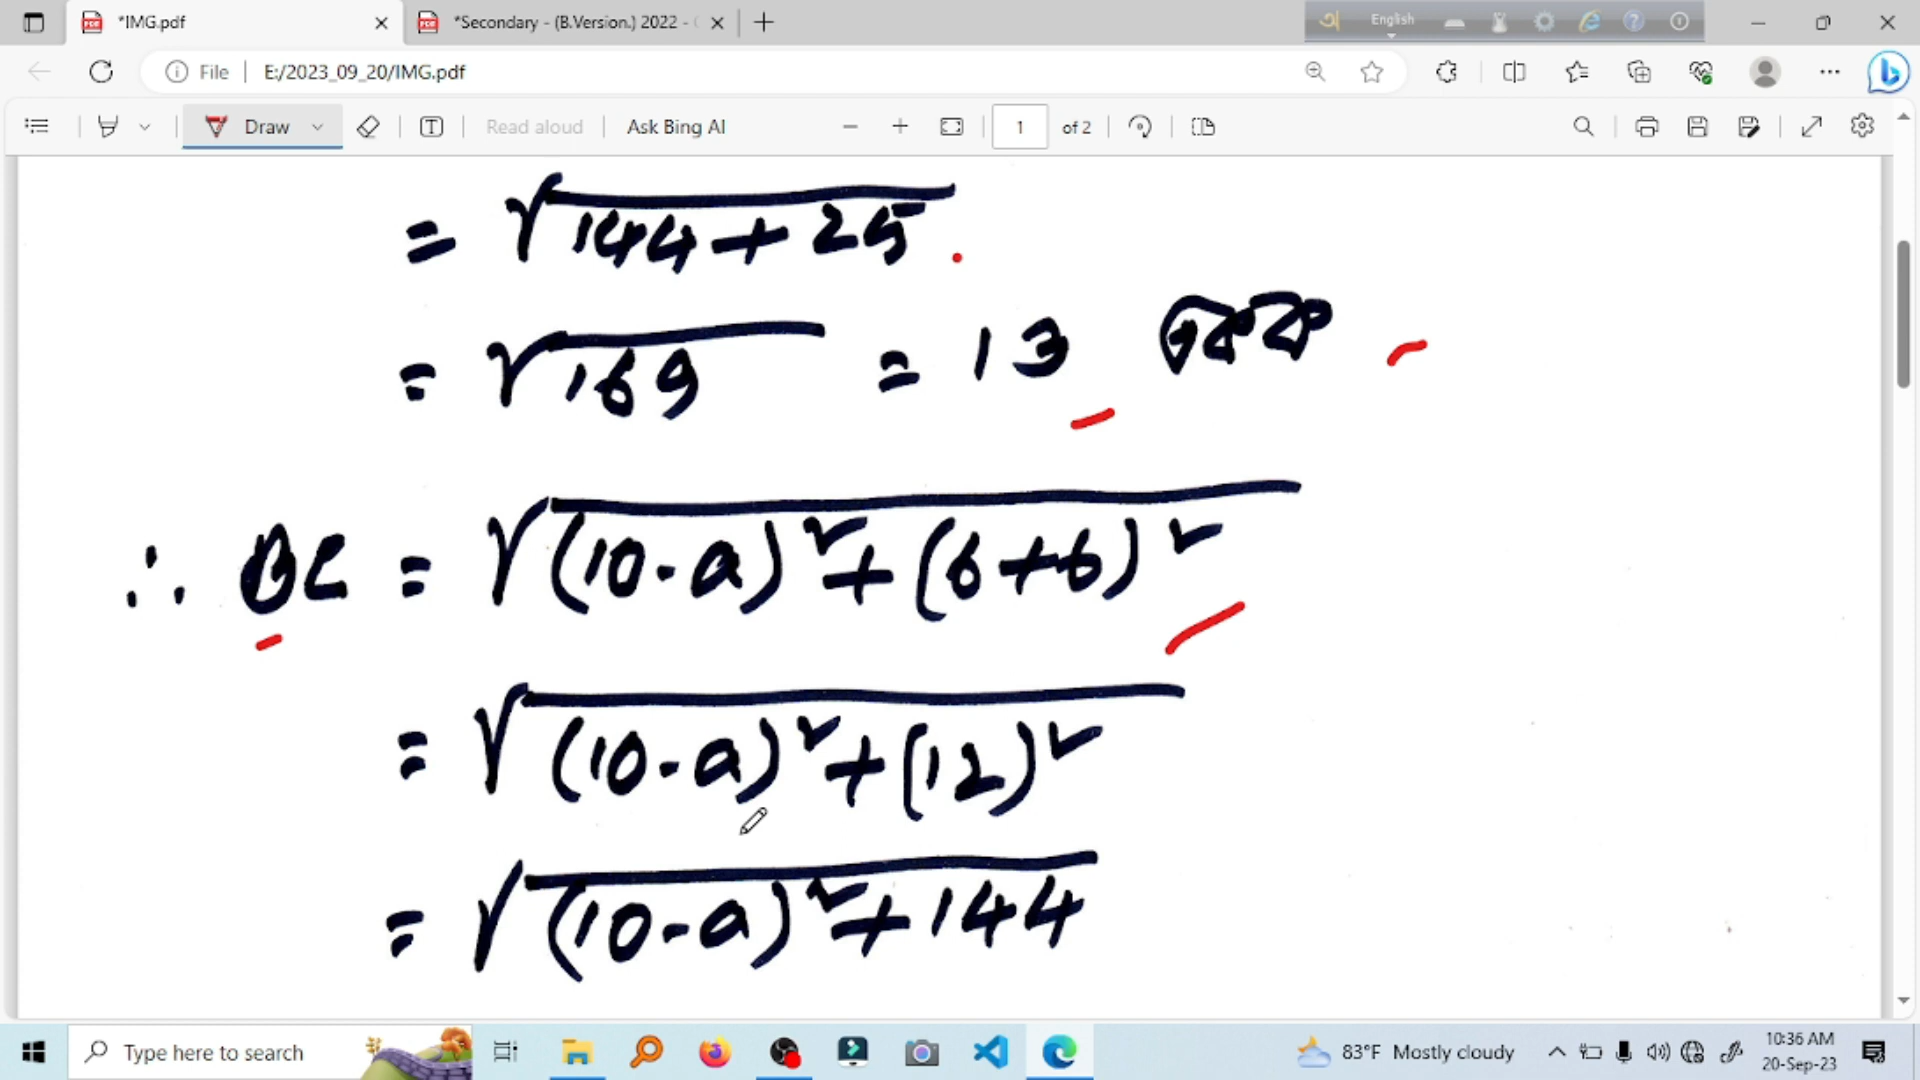 *IMG.pdf
*Secondary - (B.Version.) 2022 -
English
File
E:/2023_09_20/IMG.pdf
Draw
Read aloud
Ask Bing AI
1
of 2
= √144+25
= √169 = 13 একক
∴ BC = √(10-a)²+(6+6)²
= √(10-a)²+(12)²
= √(10-a)²+144
Type here to search
83°F Mostly cloudy
10:36 AM
20-Sep-23